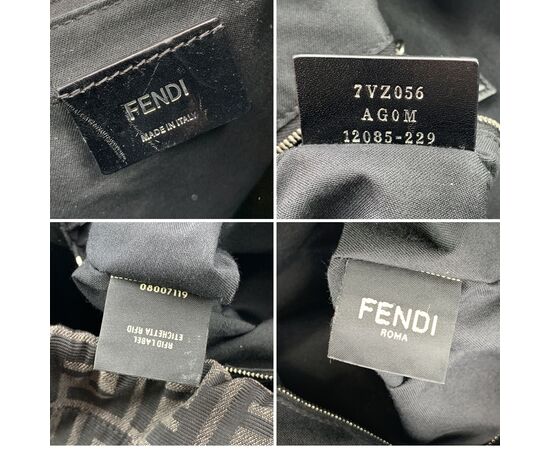 FENDI
MADE IN ITALY
7VZ056
AG0M
12085-229
08007119
ETICHETTA RFID
RFID LABEL
FENDI
ROMA